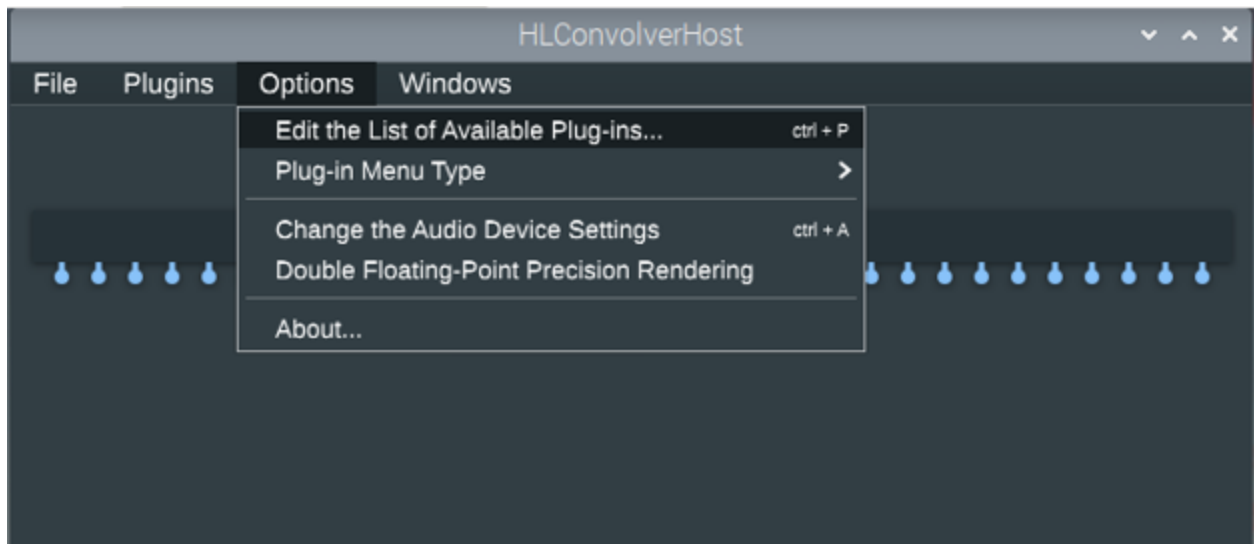 HLConvolverHost
File Plugins Options Windows
Edit the List of Available Plug-ins... ctrl + P
Plug-in Menu Type
Change the Audio Device Settings ctrl + A
Double Floating-Point Precision Rendering
About...